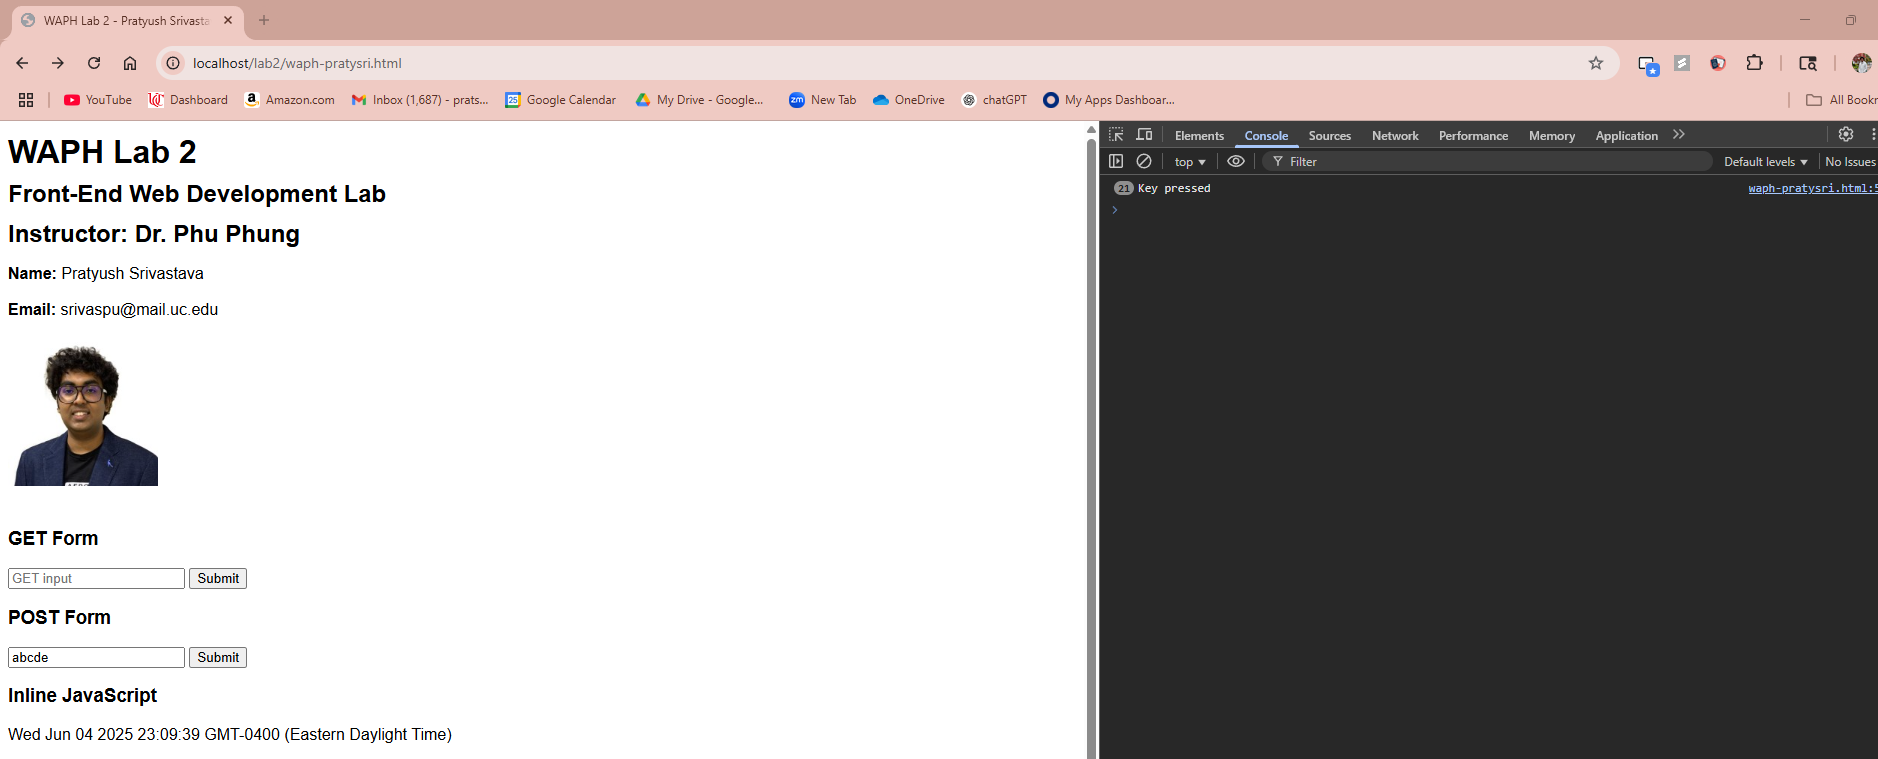 WAPH Lab 2 - Pratyush Srivasta
localhost/lab2/waph-pratysri.html
YouTube Dashboard Amazon.com Inbox (1,687) - prats... Google Calendar My Drive - Google... New Tab OneDrive chatGPT My Apps Dashboar... All Bookr
Elements Console Sources Network Performance Memory Application
top Filter Default levels No Issues
21 Key pressed waph-pratysri.html:5
WAPH Lab 2
Front-End Web Development Lab
Instructor: Dr. Phu Phung
Name: Pratyush Srivastava
Email: srivaspu@mail.uc.edu
GET Form
GET input Submit
POST Form
abcde Submit
Inline JavaScript
Wed Jun 04 2025 23:09:39 GMT-0400 (Eastern Daylight Time)